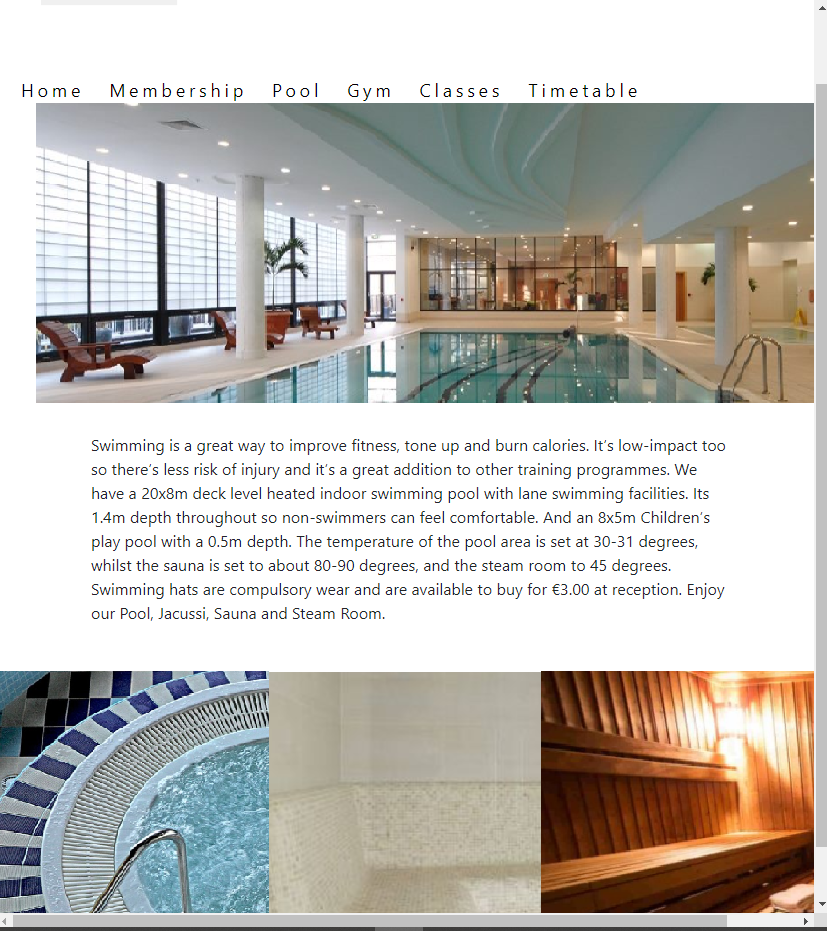 Home Membership Pool Gym Classes Timetable
Swimming is a great way to improve fitness, tone up and burn calories. It’s low-impact too
so there’s less risk of injury and it’s a great addition to other training programmes. We
have a 20x8m deck level heated indoor swimming pool with lane swimming facilities. Its
1.4m depth throughout so non-swimmers can feel comfortable. And an 8x5m Children’s
play pool with a 0.5m depth. The temperature of the pool area is set at 30-31 degrees,
whilst the sauna is set to about 80-90 degrees, and the steam room to 45 degrees.
Swimming hats are compulsory wear and are available to buy for €3.00 at reception. Enjoy
our Pool, Jacussi, Sauna and Steam Room.